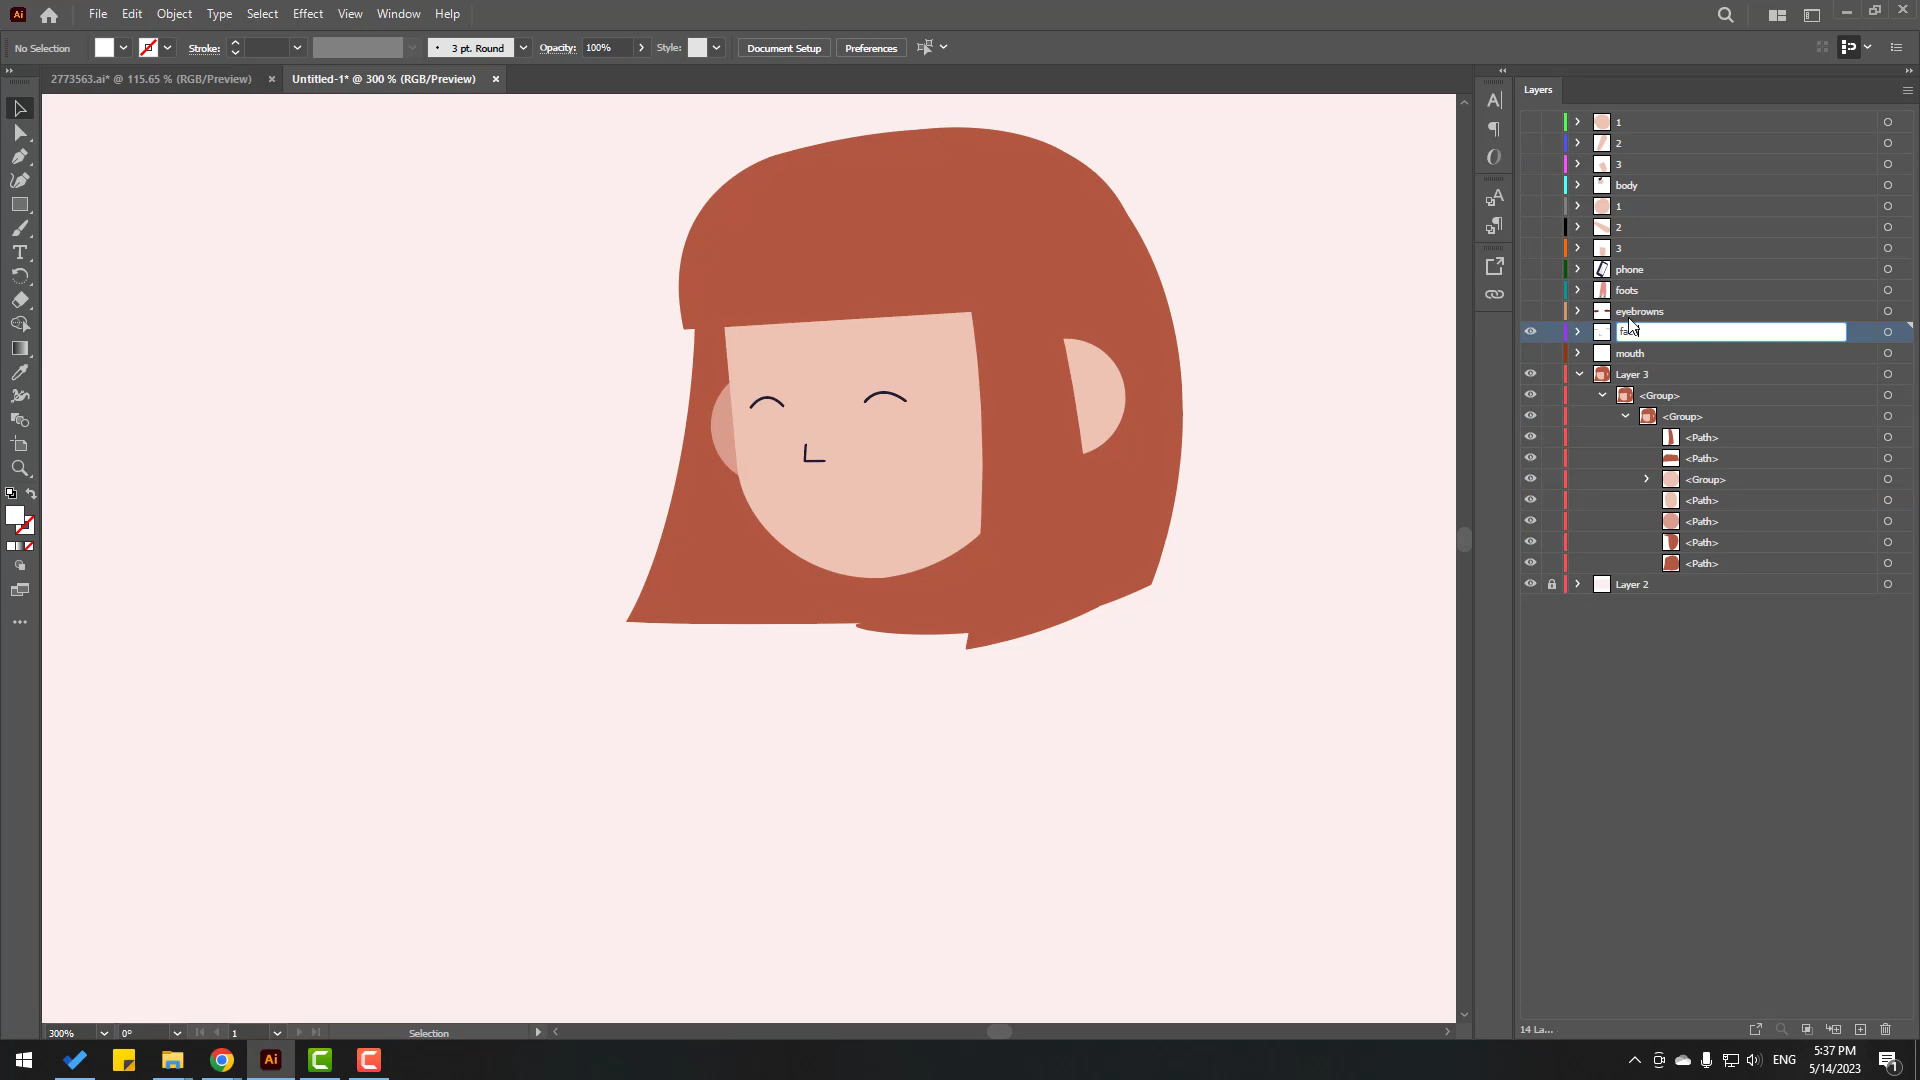 Ai File Edit Object Type Select Effect View Window Help
No Selection Stroke: 3 pt. Round Opacity: 100% Style: Document Setup Preferences
2773563.ai* @ 115.65 % (RGB/Preview) Untitled-1* @ 300 % (RGB/Preview)
Layers
1
2
3
body
1
2
3
phone
foots
eyebrowns
mouth
Layer 3
<Group>
<Group>
<Path>
<Path>
<Group>
<Path>
<Path>
<Path>
<Path>
Layer 2
14 La...
300% 0° 1 Selection
Ai ENG 5:37 PM
5/14/2023
1